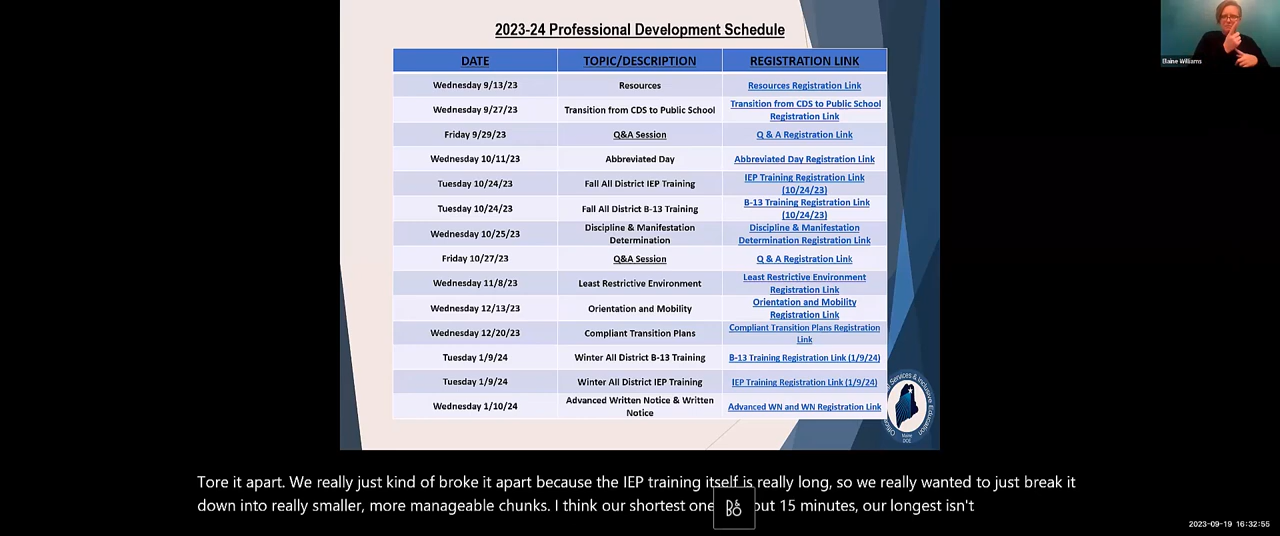 2023-24 Professional Development Schedule
DATE TOPIC/DESCRIPTION REGISTRATION LINK
Wednesday 9/13/23 Resources Resources Registration Link
Wednesday 9/27/23 Transition from CDS to Public School Transition from CDS to Public School
Registration Link
Friday 9/29/23 Q&A Session Q & A Registration Link
Wednesday 10/11/23 Abbreviated Day Abbreviated Day Registration Link
Tuesday 10/24/23 Fall All District IEP Training IEP Training Registration Link
(10/24/23)
Tuesday 10/24/23 Fall All District B-13 Training B-13 Training Registration Link
(10/24/23)
Wednesday 10/25/23 Discipline & Manifestation Discipline & Manifestation
Determination Determination Registration Link
Friday 10/27/23 Q&A Session Q & A Registration Link
Wednesday 11/8/23 Least Restrictive Environment Least Restrictive Environment
Registration Link
Wednesday 12/13/23 Orientation and Mobility Orientation and Mobility
Registration Link
Wednesday 12/20/23 Compliant Transition Plans Compliant Transition Plans Registration
Link
Tuesday 1/9/24 Winter All District B-13 Training B-13 Training Registration Link (1/9/24)
Tuesday 1/9/24 Winter All District IEP Training IEP Training Registration Link (1/9/24)
Wednesday 1/10/24 Advanced Written Notice & Written Advanced WN and WN Registration Link
Notice
Services & Inclusive Education
Maine
DOE
Elaine Williams
Tore it apart. We really just kind of broke it apart because the IEP training itself is really long, so we really wanted to just break it
down into really smaller, more manageable chunks. I think our shortest one 15 minutes, our longest isn't
2023-09-19 16:32:55